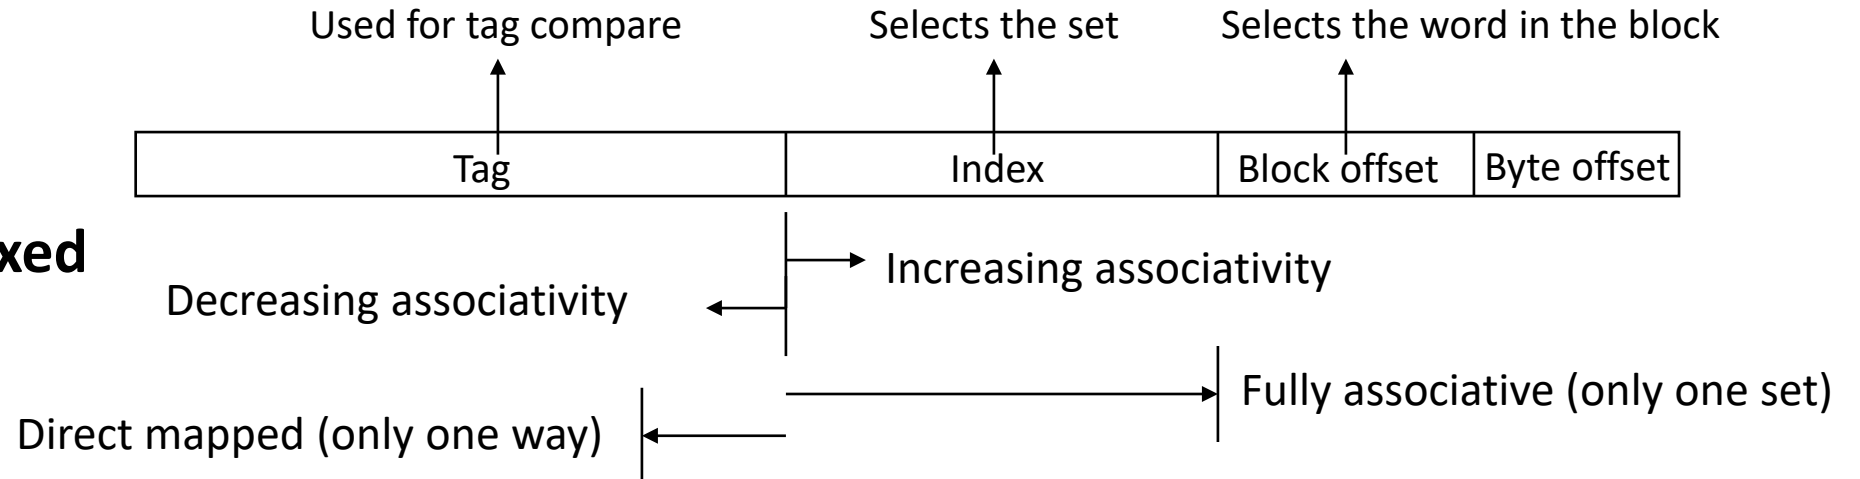 Used for tag compare Selects the set Selects the word in the block
Tag Index Block offset Byte offset
xed
Increasing associativity
Decreasing associativity
Fully associative (only one set)
Direct mapped (only one way)